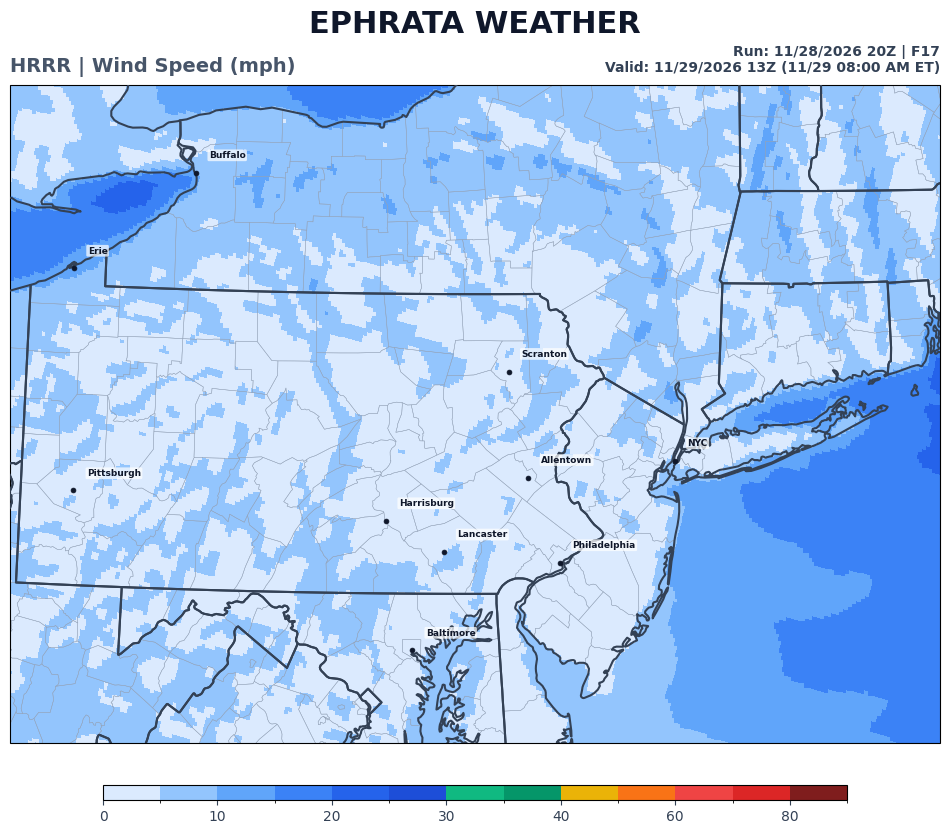 EPHRATA WEATHER
HRRR | Wind Speed (mph)
Run: 11/28/2026 20Z | F17
Valid: 11/29/2026 13Z (11/29 08:00 AM ET)
Buffalo
Erie
Scranton
NYC
Allentown
Pittsburgh
Harrisburg
Lancaster
Philadelphia
Baltimore
0 10 20 30 40 50 60 70 80